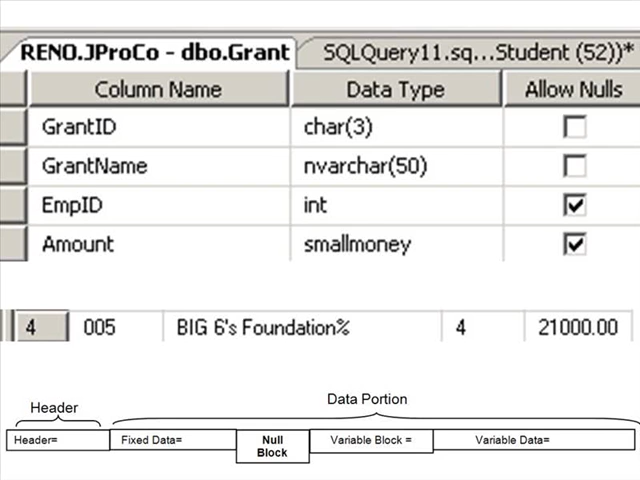 RENO.JProCo - dbo.Grant SQLQuery11.sq...Student (52))*
Column Name Data Type Allow Nulls
GrantID char(3)
GrantName nvarchar(50)
EmpID int
Amount smallmoney
4 005 BIG 6's Foundation% 4 21000.00
Header Data Portion
Header= Fixed Data= Null Block Variable Block = Variable Data=